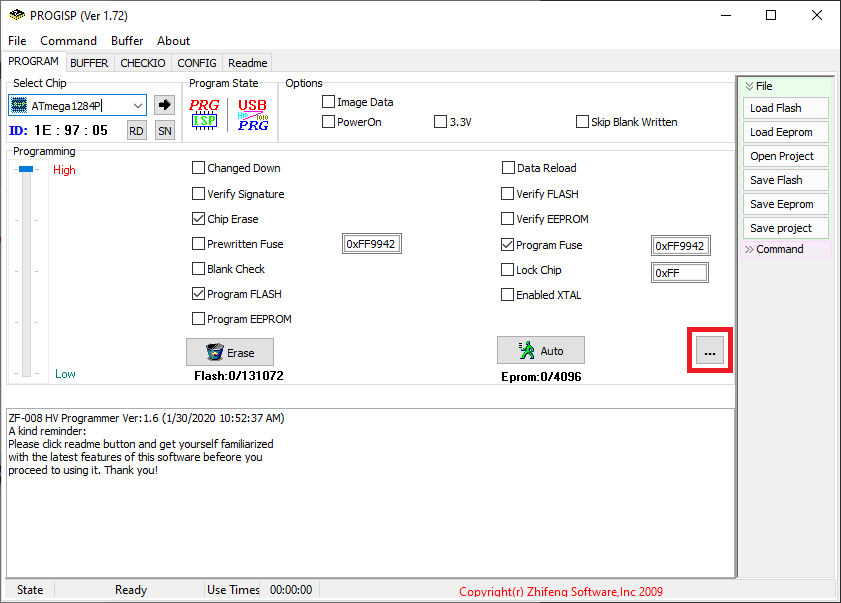 PROGISP (Ver 1.72)
File Command Buffer About
PROGRAM BUFFER CHECKIO CONFIG Readme
Select Chip
ATmega1284P
ID: 1E : 97 : 05 RD SN
Program State
PRG ISP
USB
PRG
Options
Image Data
PowerOn 3.3V Skip Blank Written
Programming
High
Low
Changed Down
Verify Signature
Chip Erase
Prewritten Fuse 0xFF9942
Blank Check
Program FLASH
Program EEPROM
Erase
Flash:0/131072
Data Reload
Verify FLASH
Verify EEPROM
Program Fuse 0xFF9942
Lock Chip 0xFF
Enabled XTAL
Auto
...
Eprom:0/4096
File
Load Flash
Load Eeprom
Open Project
Save Flash
Save Eeprom
Save project
Command
ZF-008 HV Programmer Ver:1.6 (1/30/2020 10:52:37 AM)
A kind reminder:
Please click readme button and get yourself familiarized
with the latest features of this software befeore you
proceed to using it. Thank you!
State Ready Use Times 00:00:00 Copyright(r) Zhifeng Software,Inc 2009